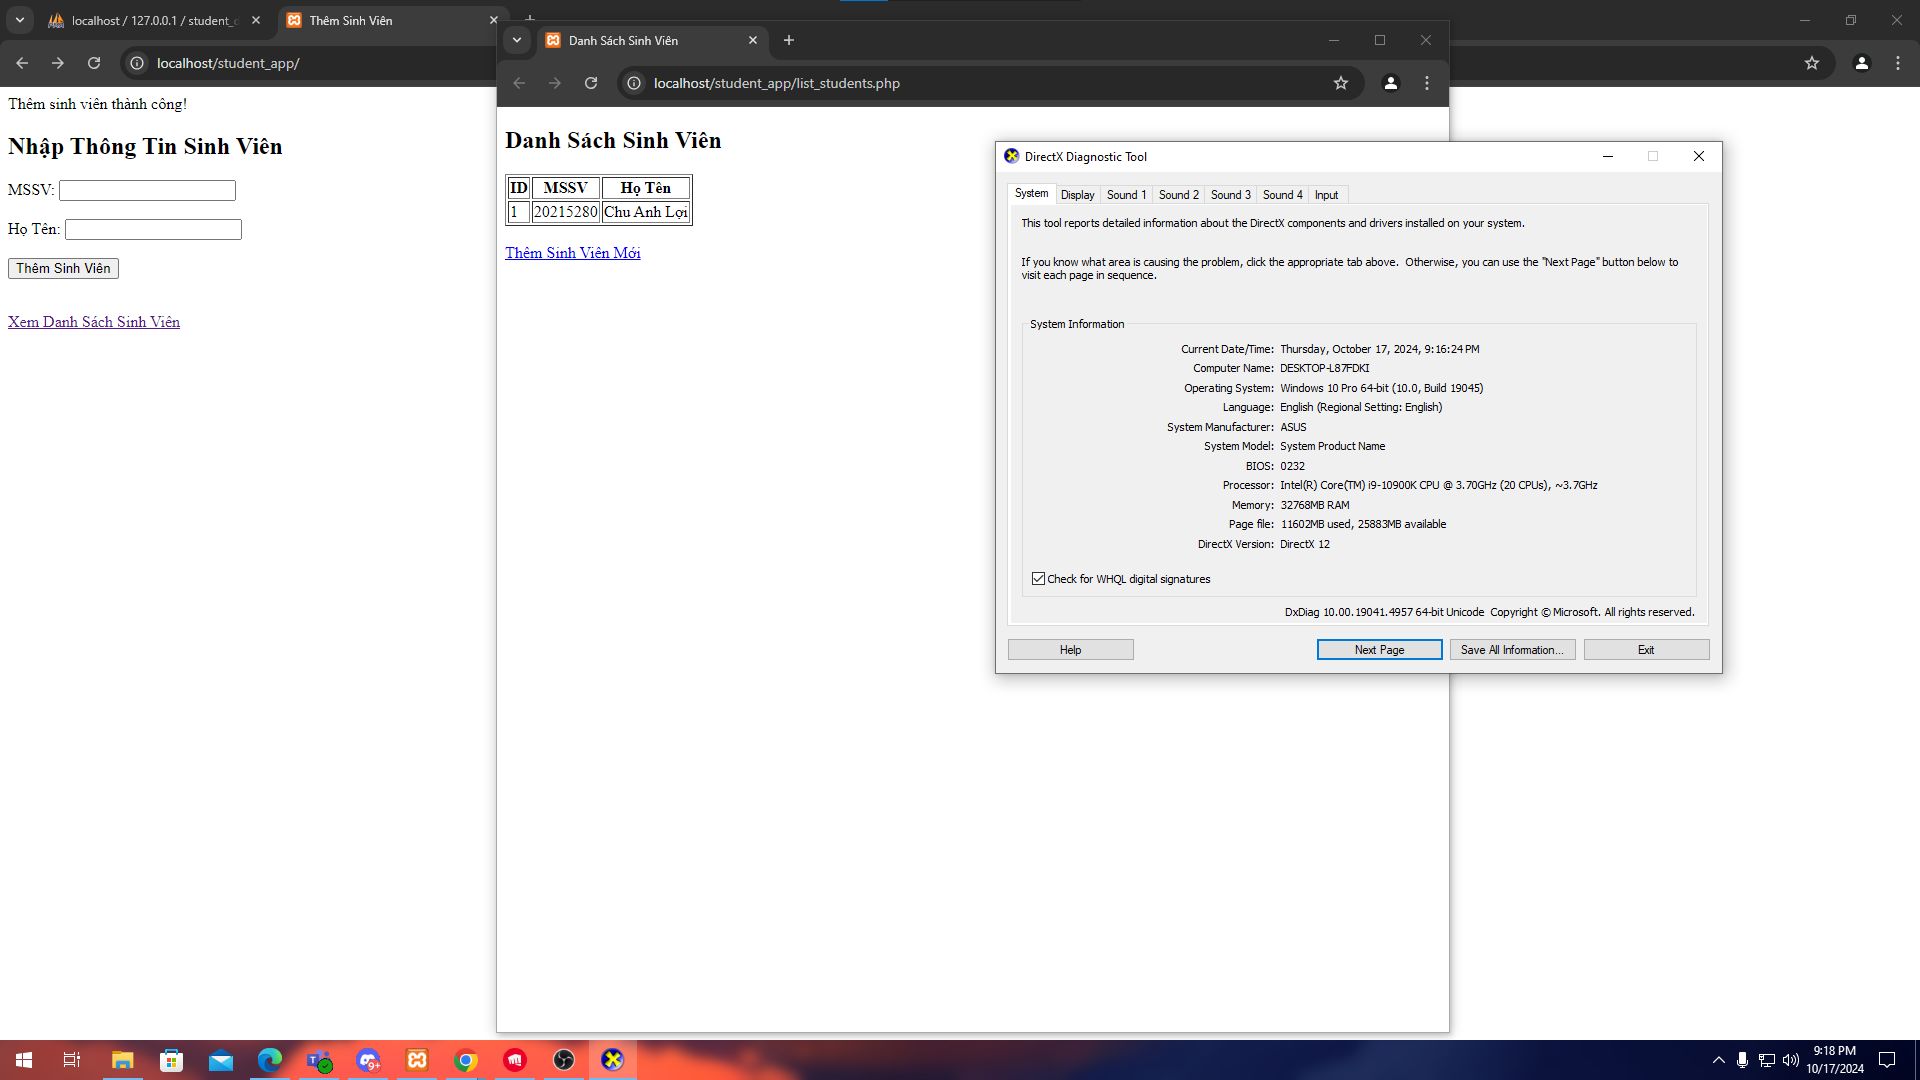 localhost / 127.0.0.1 / student_d
Thêm Sinh Viên
localhost/student_app/
Thêm sinh viên thành công!
Nhập Thông Tin Sinh Viên
MSSV:
Họ Tên:
Thêm Sinh Viên
Xem Danh Sách Sinh Viên
Danh Sách Sinh Viên
localhost/student_app/list_students.php
Danh Sách Sinh Viên
ID MSSV Họ Tên
1 20215280 Chu Anh Lợi
Thêm Sinh Viên Mới
DirectX Diagnostic Tool
System Display Sound 1 Sound 2 Sound 3 Sound 4 Input
This tool reports detailed information about the DirectX components and drivers installed on your system.
If you know what area is causing the problem, click the appropriate tab above. Otherwise, you can use the "Next Page" button below to
visit each page in sequence.
System Information
Current Date/Time: Thursday, October 17, 2024, 9:16:24 PM
Computer Name: DESKTOP-L87FDKI
Operating System: Windows 10 Pro 64-bit (10.0, Build 19045)
Language: English (Regional Setting: English)
System Manufacturer: ASUS
System Model: System Product Name
BIOS: 0232
Processor: Intel(R) Core(TM) i9-10900K CPU @ 3.70GHz (20 CPUs), ~3.7GHz
Memory: 32768MB RAM
Page file: 11602MB used, 25883MB available
DirectX Version: DirectX 12
Check for WHQL digital signatures
DxDiag 10.00.19041.4957 64-bit Unicode Copyright © Microsoft. All rights reserved.
Help Next Page Save All Information... Exit
9+
9:18 PM
10/17/2024